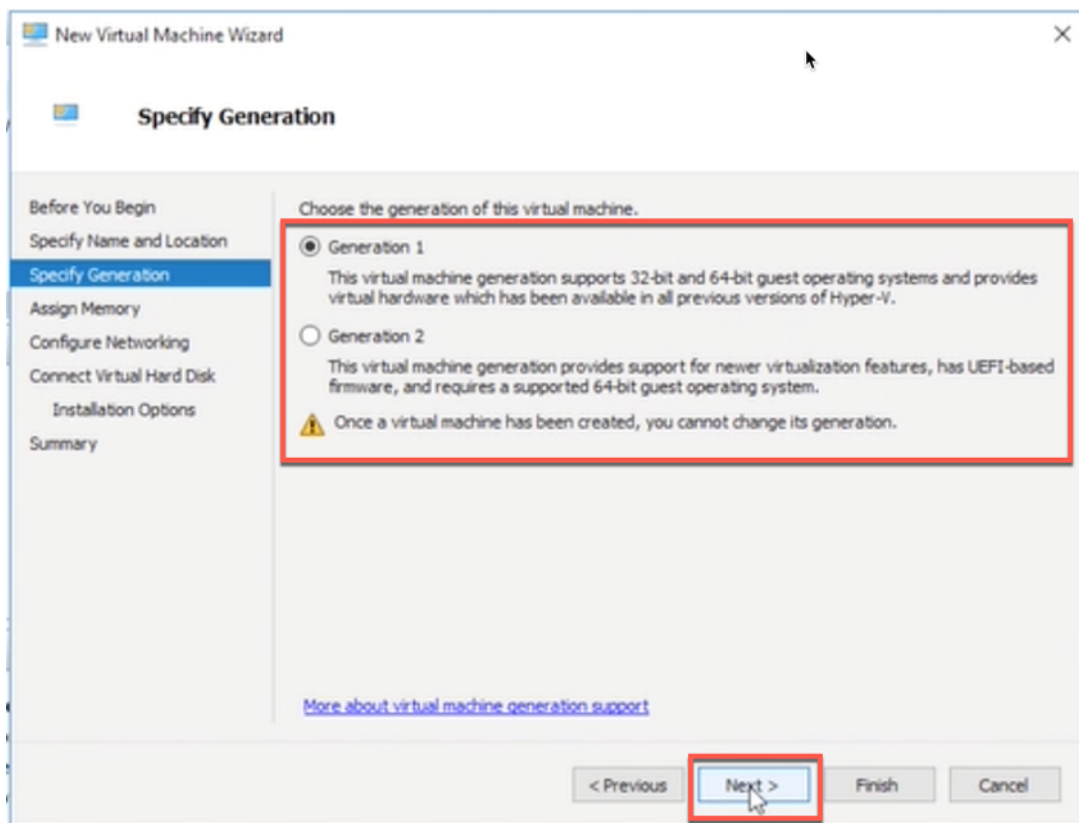 New Virtual Machine Wizard
Specify Generation
Before You Begin
Specify Name and Location
Specify Generation
Assign Memory
Configure Networking
Connect Virtual Hard Disk
Installation Options
Summary
Choose the generation of this virtual machine.
Generation 1
This virtual machine generation supports 32-bit and 64-bit guest operating systems and provides
virtual hardware which has been available in all previous versions of Hyper-V.
Generation 2
This virtual machine generation provides support for newer virtualization features, has UEFI-based
firmware, and requires a supported 64-bit guest operating system.
Once a virtual machine has been created, you cannot change its generation.
More about virtual machine generation support
< Previous
Next >
Finish
Cancel